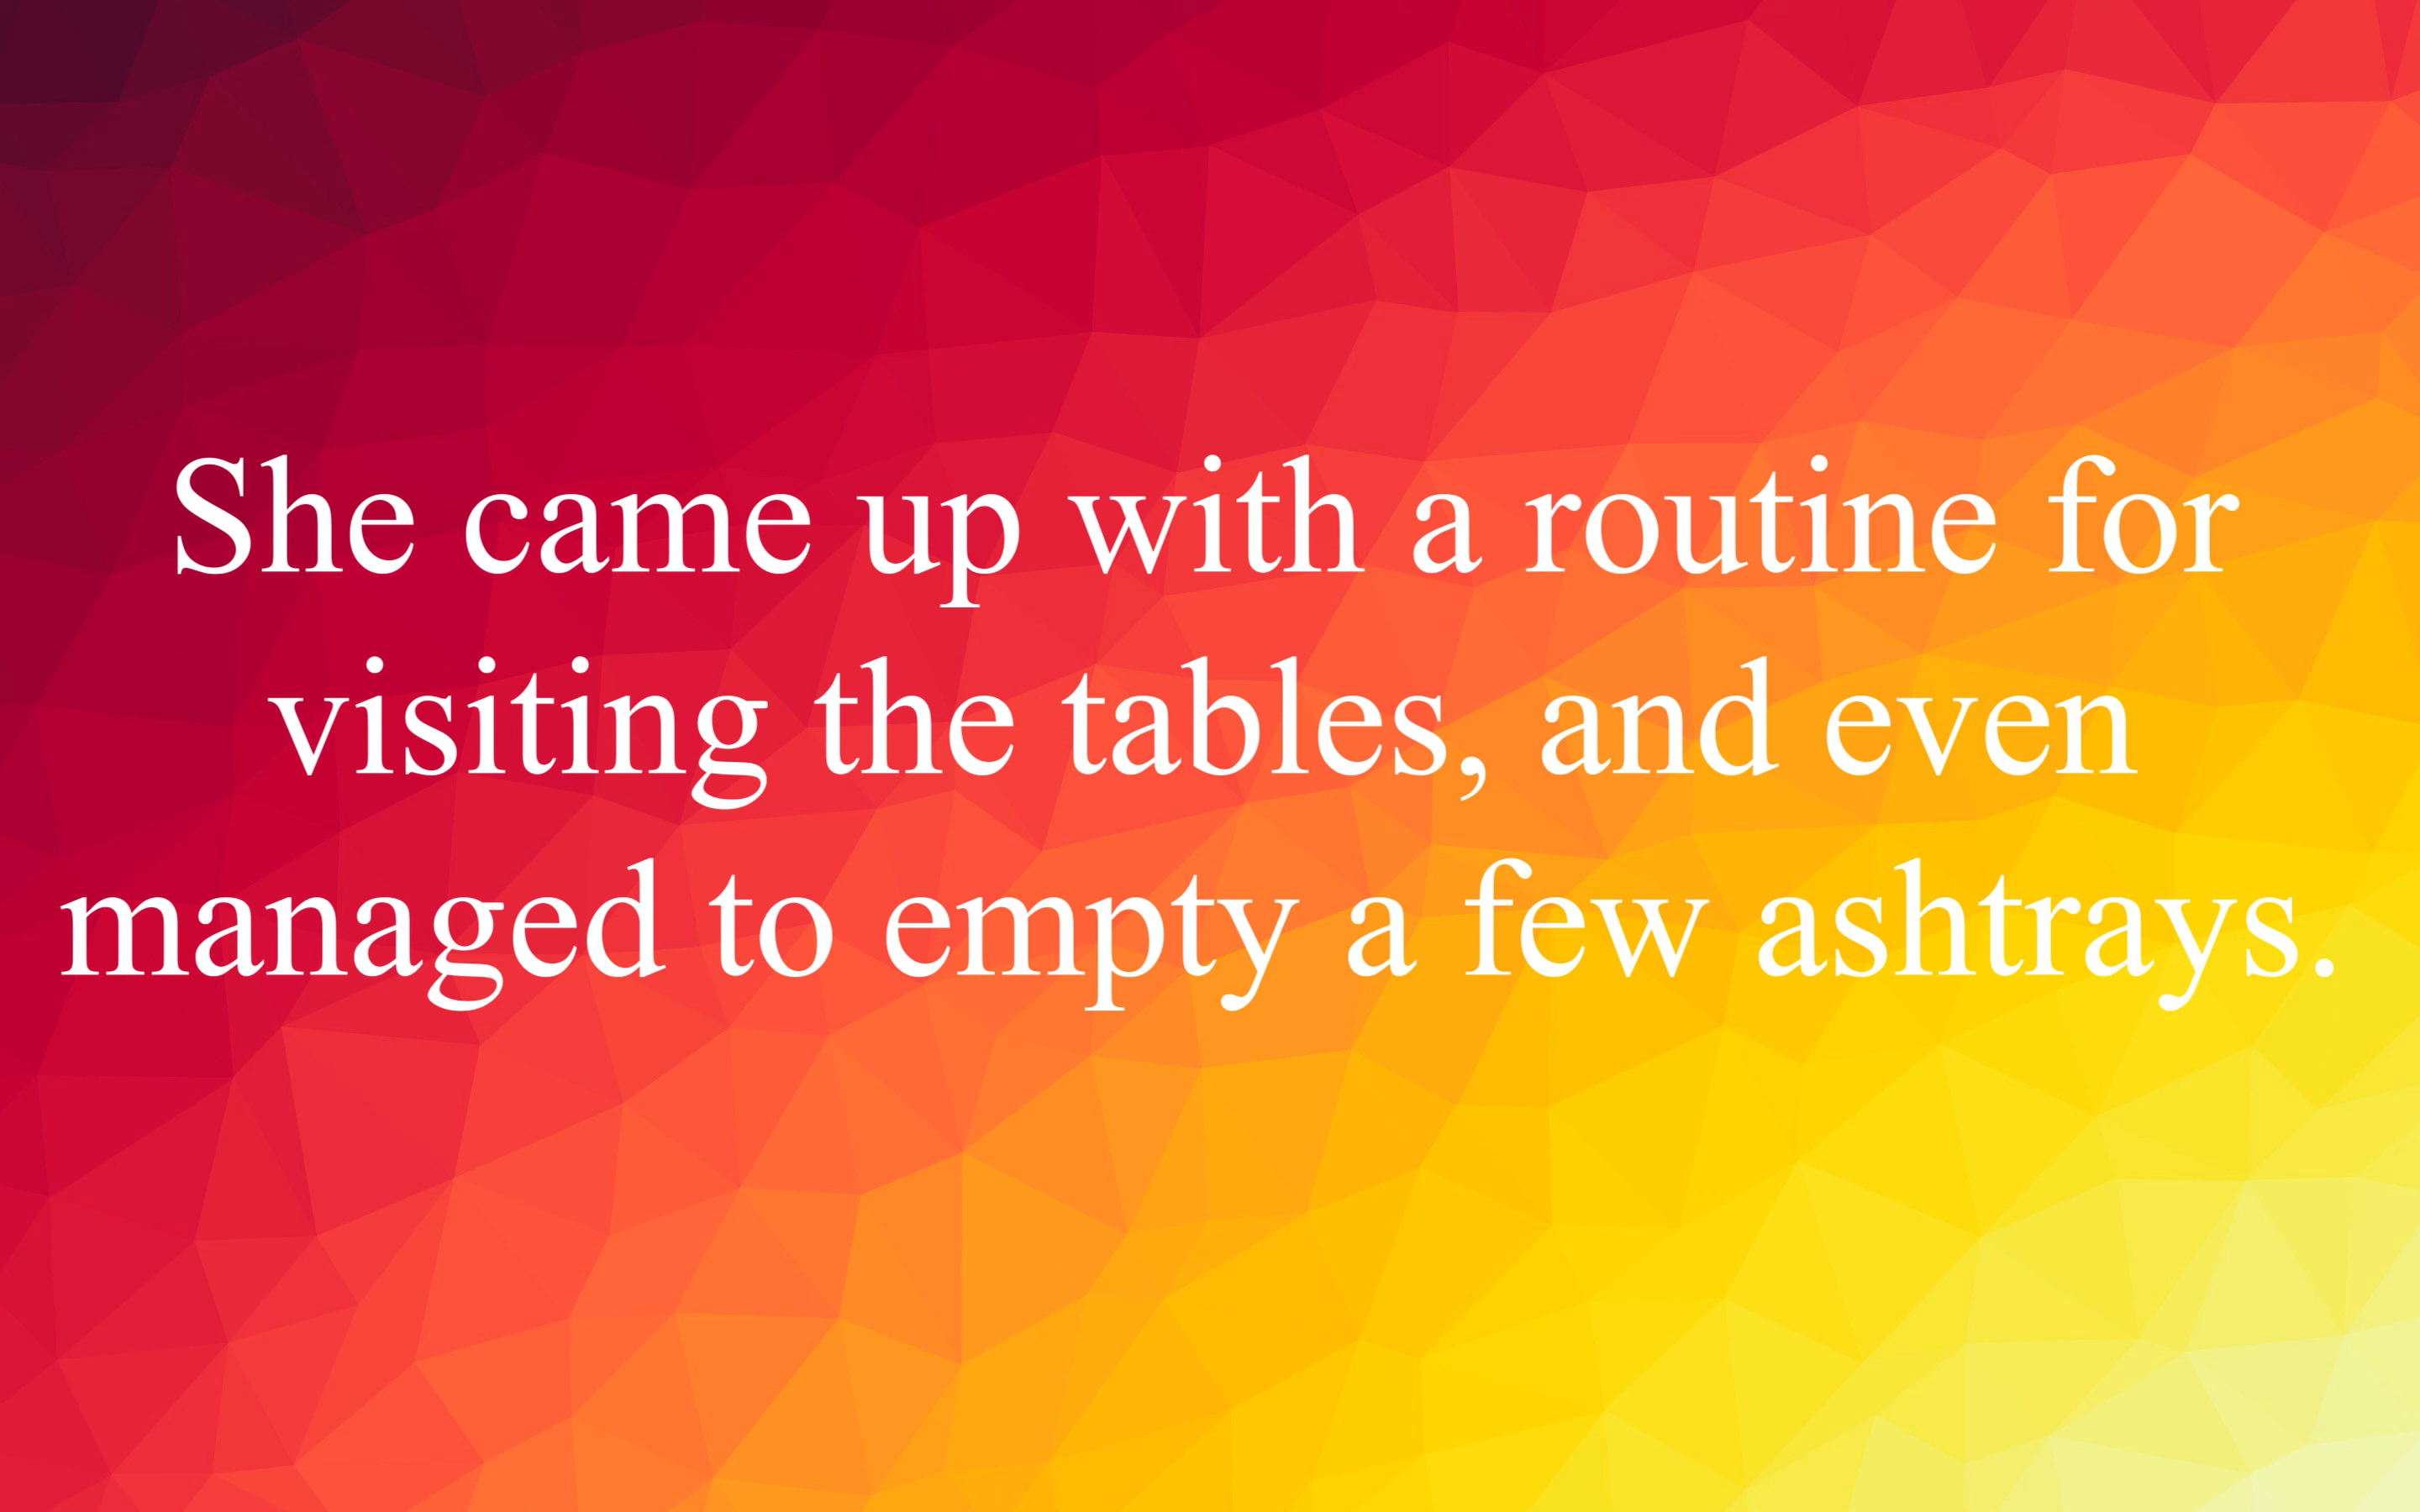 She came up with a routine for
visiting the tables, and even
managed to empty a few ashtrays.